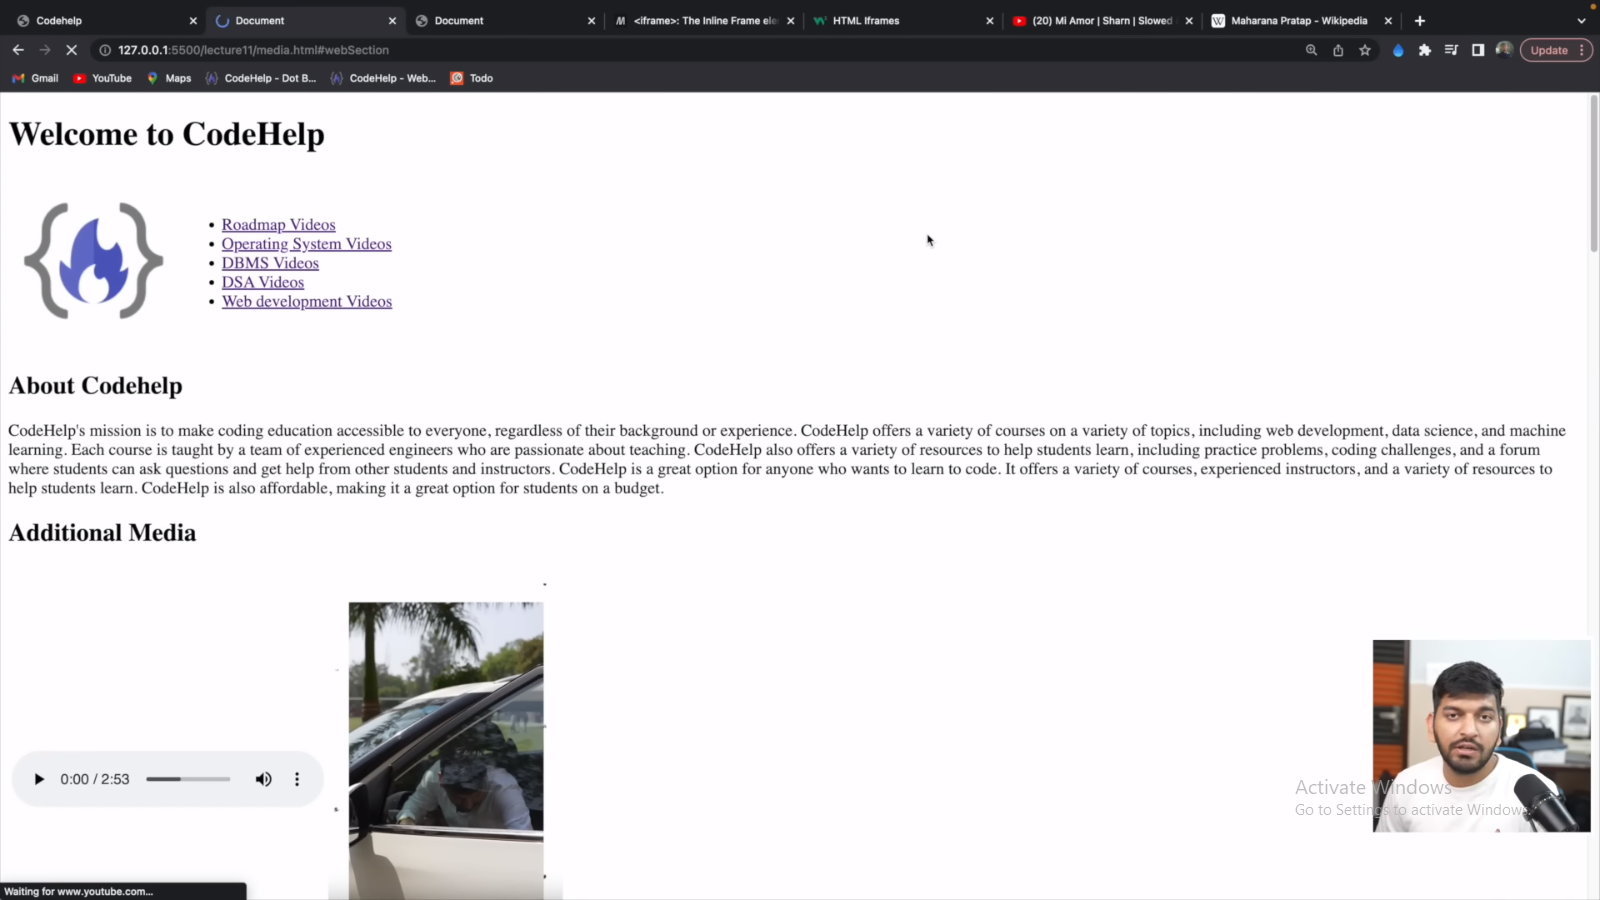 Codehelp
Document
Document
<iframe>: The Inline Frame ele
HTML Iframes
(20) Mi Amor | Sharn | Slowed
Maharana Pratap - Wikipedia
127.0.0.1:5500/lecture11/media.html#webSection
Update
Gmail
YouTube
Maps
CodeHelp - Dot B...
CodeHelp - Web...
Todo
Welcome to CodeHelp
• Roadmap Videos
• Operating System Videos
• DBMS Videos
• DSA Videos
• Web development Videos
About Codehelp
CodeHelp's mission is to make coding education accessible to everyone, regardless of their background or experience. CodeHelp offers a variety of courses on a variety of topics, including web development, data science, and machine
learning. Each course is taught by a team of experienced engineers who are passionate about teaching. CodeHelp also offers a variety of resources to help students learn, including practice problems, coding challenges, and a forum
where students can ask questions and get help from other students and instructors. CodeHelp is a great option for anyone who wants to learn to code. It offers a variety of courses, experienced instructors, and a variety of resources to
help students learn. CodeHelp is also affordable, making it a great option for students on a budget.
Additional Media
0:00 / 2:53
Activate Windows
Go to Settings to activate Windows.
Waiting for www.youtube.com...